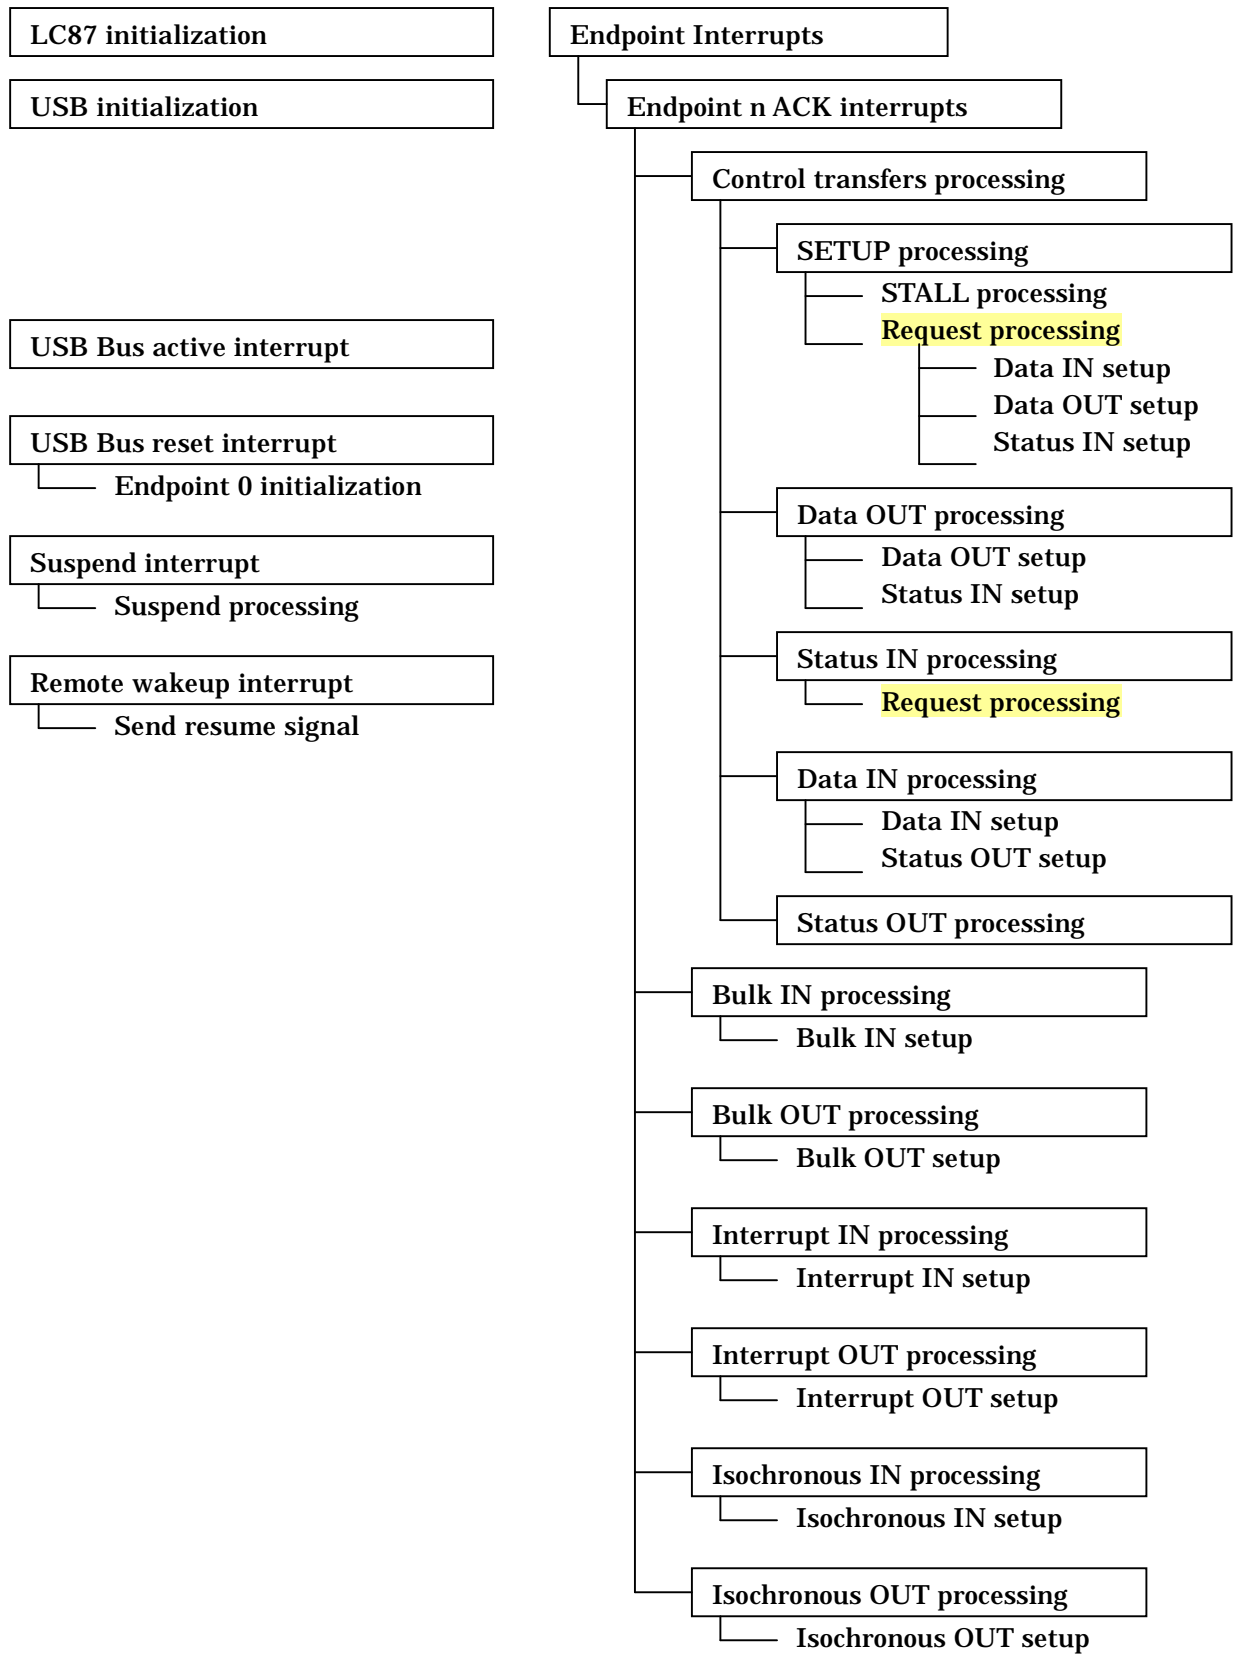 LC87 initialization
USB initialization
USB Bus active interrupt
USB Bus reset interrupt
Endpoint 0 initialization
Suspend interrupt
Suspend processing
Remote wakeup interrupt
Send resume signal
Endpoint Interrupts
Endpoint n ACK interrupts
Control transfers processing
SETUP processing
STALL processing
Request processing
Data IN setup
Data OUT setup
Status IN setup
Data OUT processing
Data OUT setup
Status IN setup
Status IN processing
Request processing
Data IN processing
Data IN setup
Status OUT setup
Status OUT processing
Bulk IN processing
Bulk IN setup
Bulk OUT processing
Bulk OUT setup
Interrupt IN processing
Interrupt IN setup
Interrupt OUT processing
Interrupt OUT setup
Isochronous IN processing
Isochronous IN setup
Isochronous OUT processing
Isochronous OUT setup